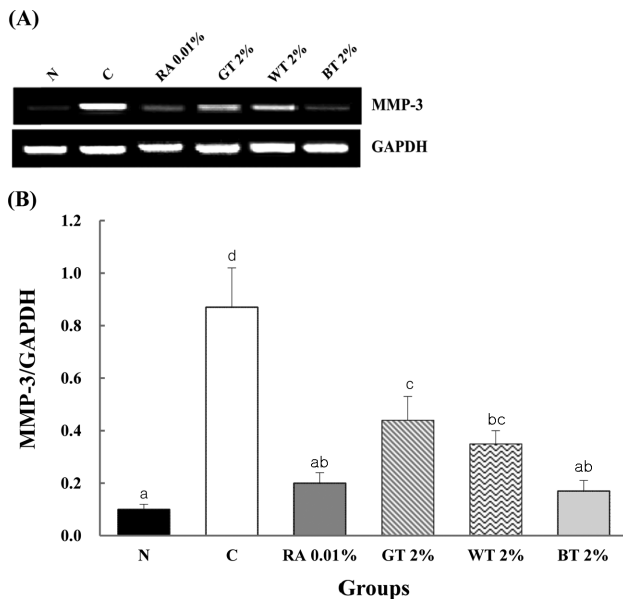 (A)
N C RA 0.01% GT 2% WT 2% BT 2%
MMP-3
GAPDH
(B)
MMP-3/GAPDH
1.2
1.0
0.8
0.6
0.4
0.2
0.0
a
d
ab
c
bc
ab
N C RA 0.01% GT 2% WT 2% BT 2%
Groups